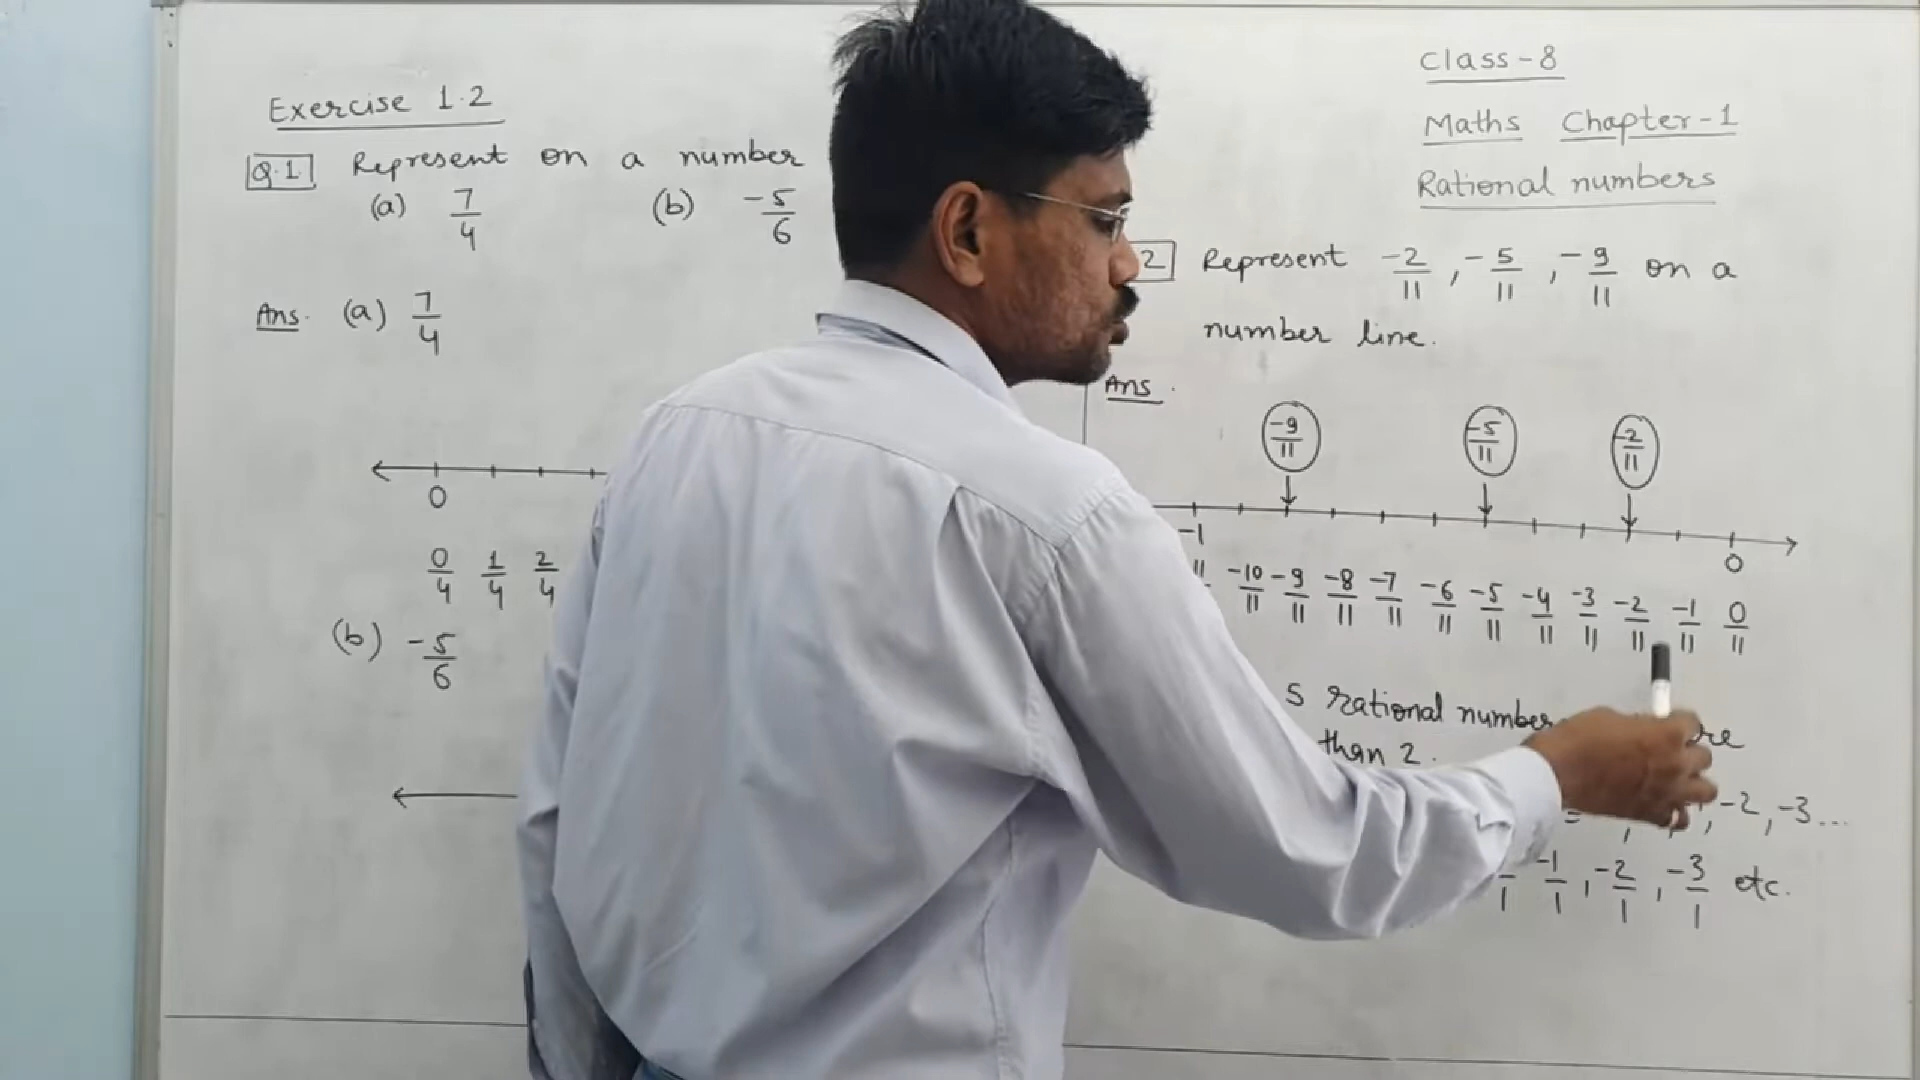 Exercise 1.2
Q.1. Represent on a number
(a) 7/4 (b) -5/6
Ans. (a) 7/4
0
0/4 1/4 2/4
(b) -5/6
Class-8
Maths Chapter-1
Rational numbers
2 Represent -2/11, -5/11, -9/11 on a
number line.
Ans.
-9/11 -5/11 -2/11
-1 0
-10/11 -9/11 -8/11 -7/11 -6/11 -5/11 -4/11 -3/11 -2/11 -1/11 0/11
5 rational number
than 2.
, -2, -3...
-1/1, -2/1, -3/1 etc.